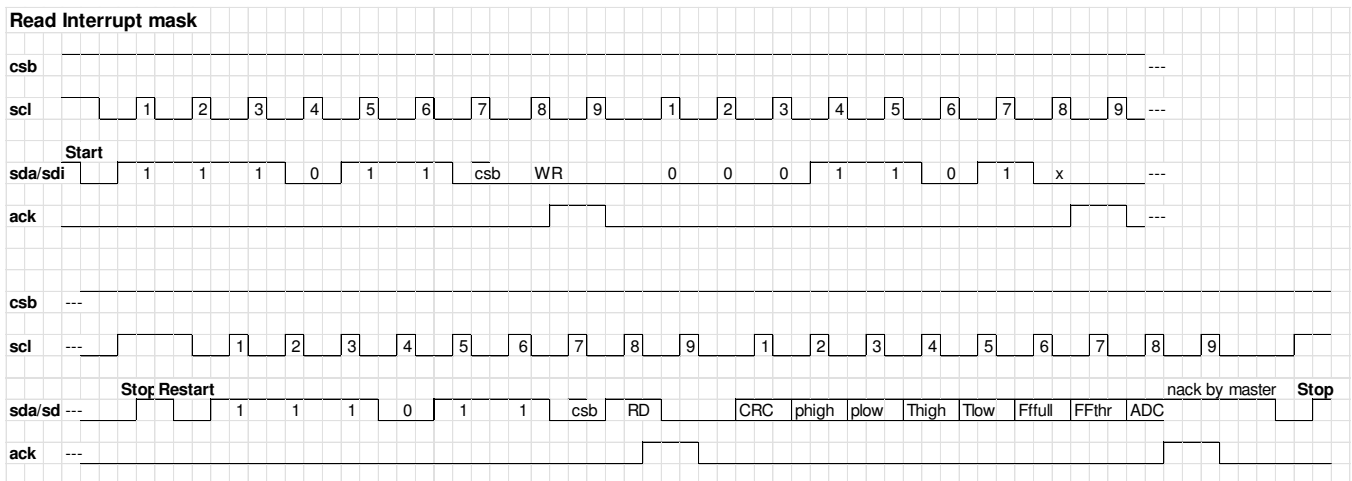 Read Interrupt mask
csb ---
scl 1 2 3 4 5 6 7 8 9 1 2 3 4 5 6 7 8 9 ---
Start
sda/sdi 1 1 1 0 1 1 csb WR 0 0 0 1 1 0 1 x ---
ack ---
csb ---
scl --- 1 2 3 4 5 6 7 8 9 1 2 3 4 5 6 7 8 9
Stop Restart nack by master Stop
sda/sd --- 1 1 1 0 1 1 csb RD CRC phigh plow Thigh Tlow Fffull FFthr ADC
ack ---